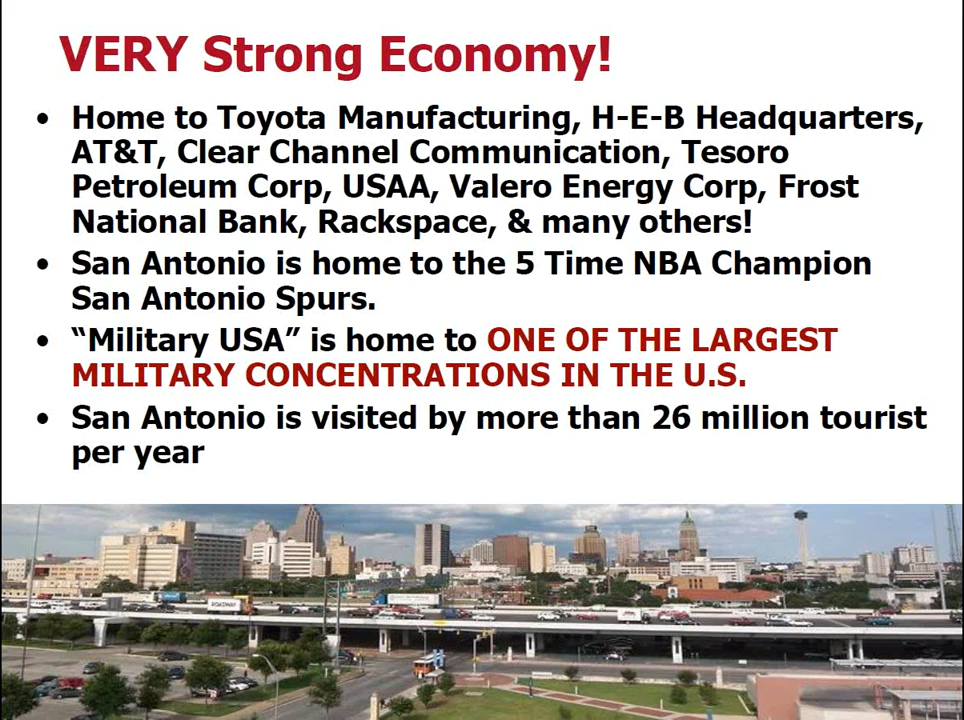 VERY Strong Economy!
• Home to Toyota Manufacturing, H-E-B Headquarters,
AT&T, Clear Channel Communication, Tesoro
Petroleum Corp, USAA, Valero Energy Corp, Frost
National Bank, Rackspace, & many others!
• San Antonio is home to the 5 Time NBA Champion
San Antonio Spurs.
• “Military USA” is home to ONE OF THE LARGEST
MILITARY CONCENTRATIONS IN THE U.S.
• San Antonio is visited by more than 26 million tourist
per year
ROADWAY